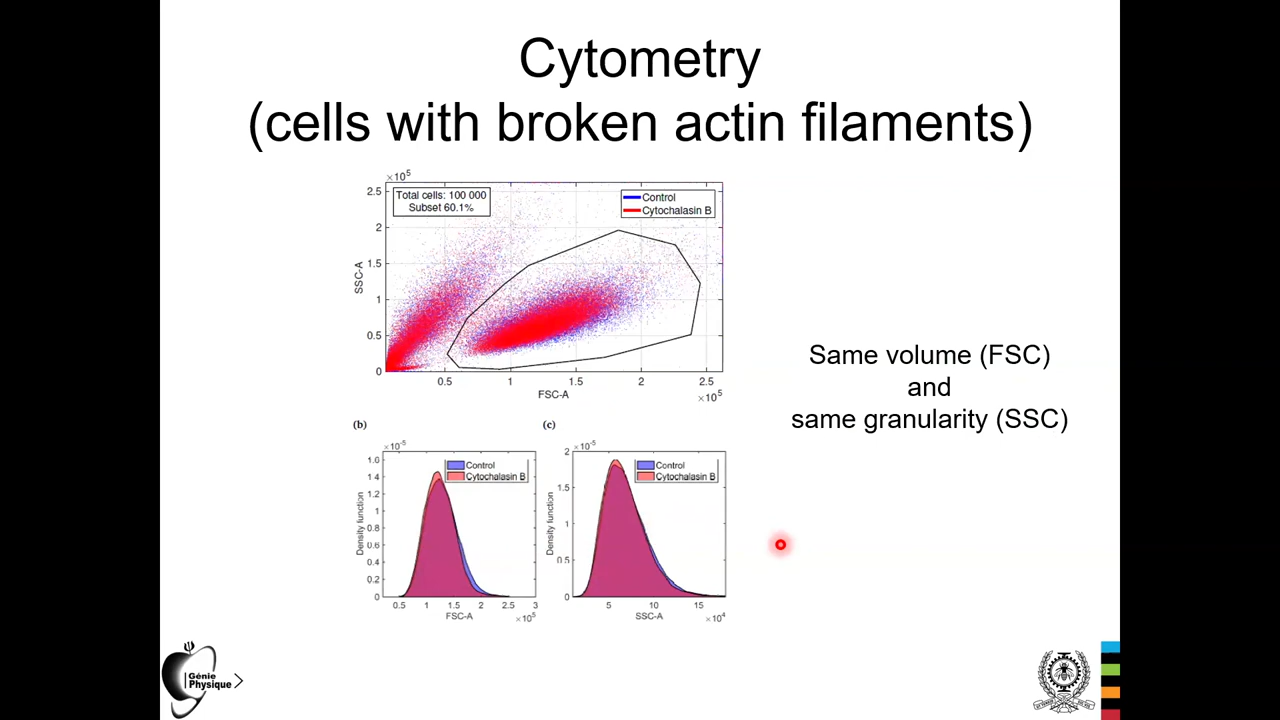 Cytometry
(cells with broken actin filaments)
×10⁵
2.5
2
1.5
1
0.5
0
SSC-A
Total cells: 100 000
Subset 60.1%
Control
Cytochalasin B
0.5 1 1.5 2 2.5
FSC-A
×10⁵
Same volume (FSC)
and
same granularity (SSC)
(b)
×10⁻⁵
1.6
1.4
1.2
1
0.8
0.6
0.4
0.2
0
Density function
Control
Cytochalasin B
0.5 1 1.5 2 2.5 3
FSC-A
×10⁵
(c)
×10⁻⁵
2
1.5
1
0.5
0
Density function
Control
Cytochalasin B
5 10 15
SSC-A
×10⁴
Génie
Physique